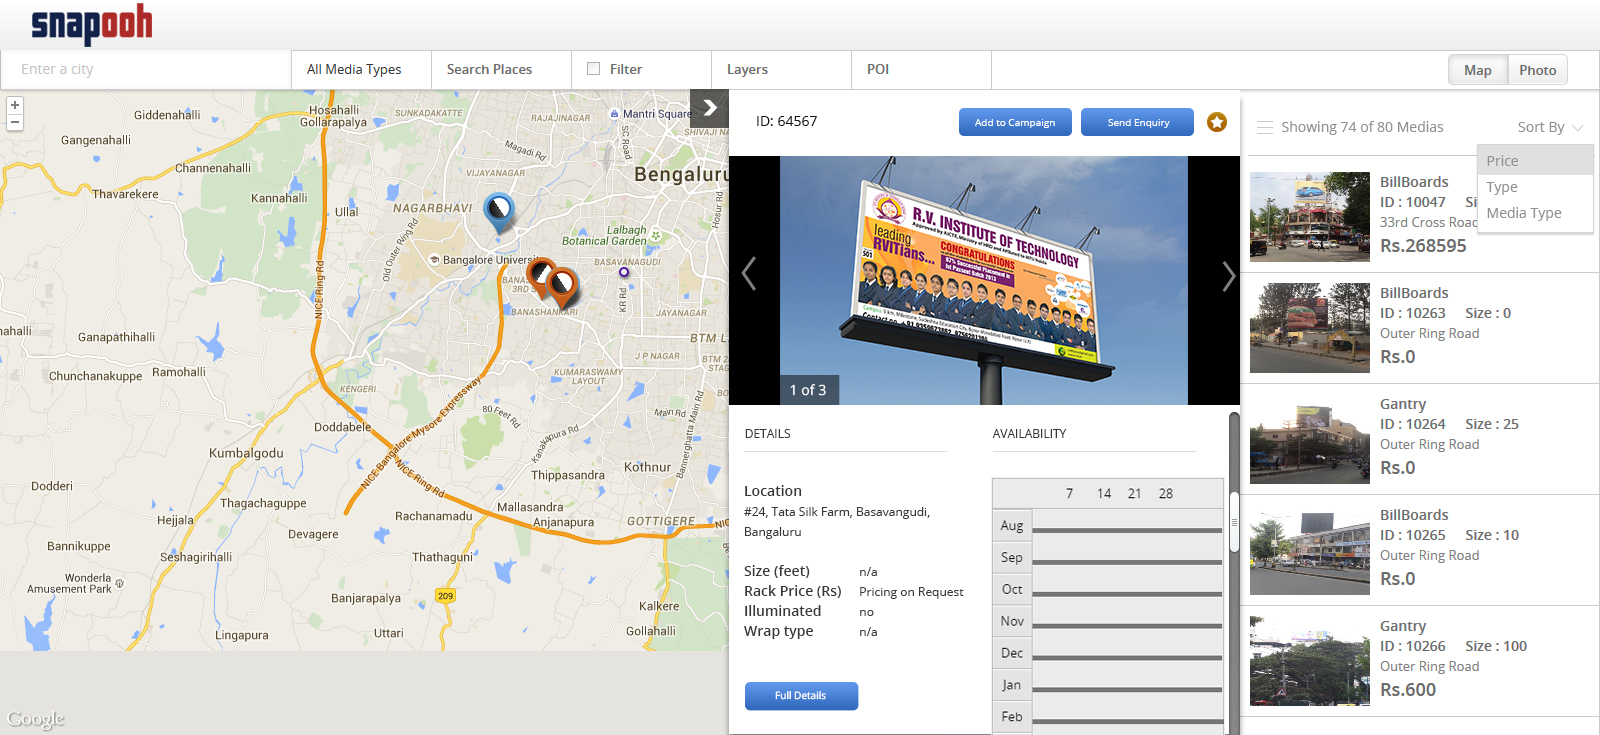 snapooh
Enter a city
All Media Types
Search Places
Filter
Layers
POI
Map
Photo
+
−
Hosahalli
Gollarapalya
Giddenahalli
SUNKADAKATTE
RAJAJINAGAR
Mantri Square
SC Road
Magadi Rd
Channenahalli
VIJAYANAGAR
Bengaluru
Thavarekere
Kannahalli
Ullal
NAGARBHAVI
Hosur Rd
Lalbagh
Botanical Garden
Old Outer Ring Rd
Bangalore University
BASAVANAGUDI
NICE Ring Rd
BANASHANKARI
KR Rd
JAYANAGAR
nahalli
Ganapathihalli
BTM L
J P NAGAR
BTM 2
STAG
Chunchanakuppe
Ramohalli
KENGERI
KUMARASWAMY
LAYOUT
NICE Bangalore Mysore Expressway
80 Feet Rd
Main Rd
Bannerghatta Main Rd
Doddabele
Kanakapura Rd
Kumbalgodu
NICE Ring Rd
Thippasandra
Kothnur
Dodderi
Thagachaguppe
Mallasandra
Hejjala
Rachanamadu
Anjanapura
GOTTIGERE
NIC
Devagere
Bannikuppe
Seshagirihalli
Thathaguni
Wonderla
Amusement Park
209
Banjarapalya
Kalkere
Uttari
Lingapura
Gollahalli
Google
ID: 64567
Add to Campaign
Send Enquiry
R.V. INSTITUTE OF TECHNOLOGY
Approved by AICTE, Ministry of HRD and
leading
RVITians...
CONGRATULATIONS
501
1 of 3
DETAILS
Location
#24, Tata Silk Farm, Basavangudi,
Bangaluru
Size (feet) n/a
Rack Price (Rs) Pricing on Request
Illuminated no
Wrap type n/a
Full Details
AVAILABILITY
7 14 21 28
Aug
Sep
Oct
Nov
Dec
Jan
Feb
Showing 74 of 80 Medias
Sort By
Price
Type
Media Type
BillBoards
ID : 10047 Si
33rd Cross Road
Rs.268595
BillBoards
ID : 10263 Size : 0
Outer Ring Road
Rs.0
Gantry
ID : 10264 Size : 25
Outer Ring Road
Rs.0
BillBoards
ID : 10265 Size : 10
Outer Ring Road
Rs.0
Gantry
ID : 10266 Size : 100
Outer Ring Road
Rs.600